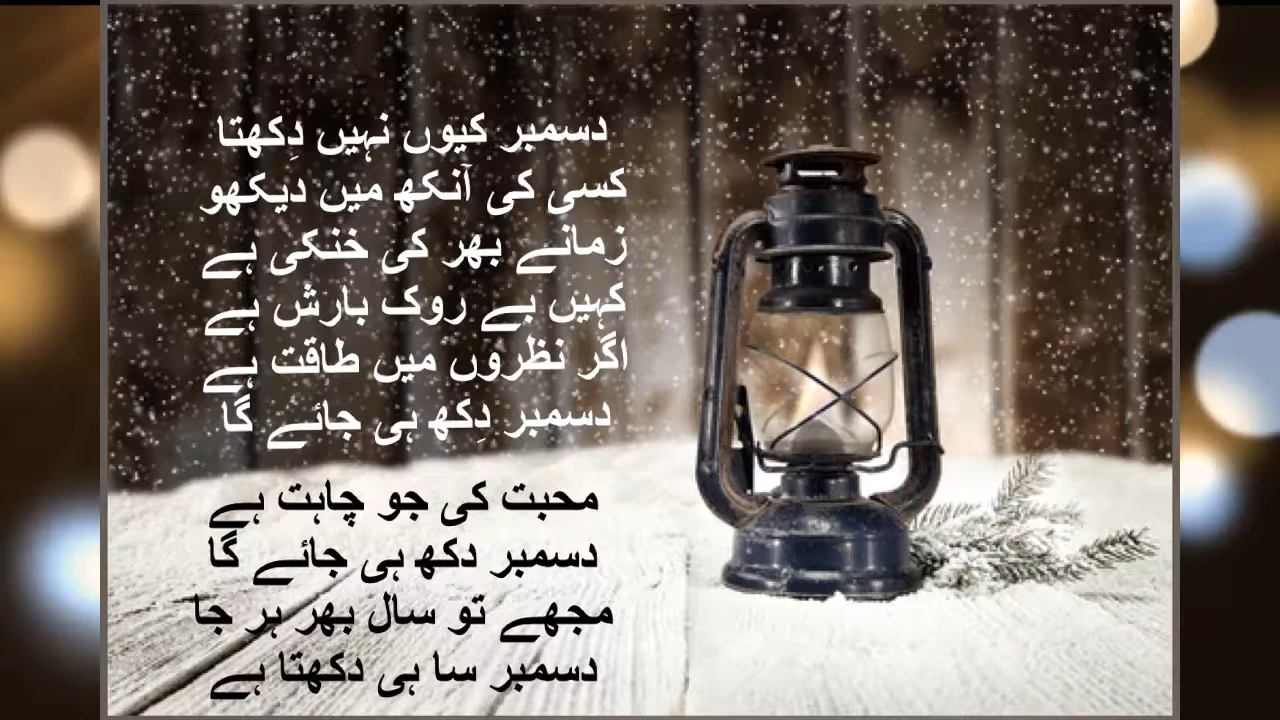 دسمبر کیوں نہیں دِکھتا
کسی کی آنکھ میں دیکھو
زمانے بھر کی خنکی ہے
کہیں بے روک بارش ہے
اگر نظروں میں طاقت ہے
دسمبر دِکھ ہی جائے گا
محبت کی جو چاہت ہے
دسمبر دکھ ہی جائے گا
مجھے تو سال بھر ہر جا
دسمبر سا ہی دکھتا ہے